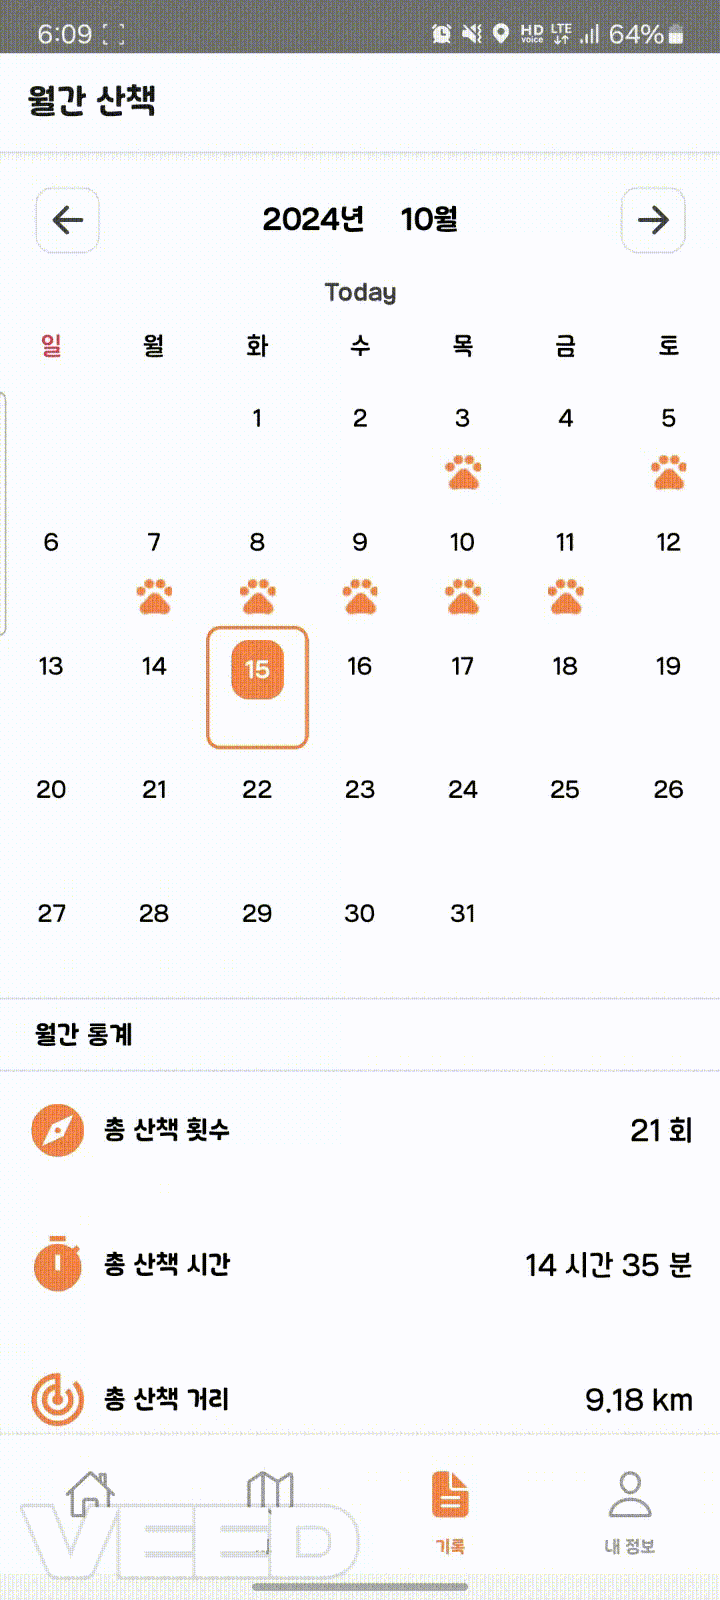 6:09 HD voice LTE 64%
월간 산책
2024년 10월
Today
일 월 화 수 목 금 토
1 2 3 4 5
6 7 8 9 10 11 12
13 14 15 16 17 18 19
20 21 22 23 24 25 26
27 28 29 30 31
월간 통계
총 산책 횟수 21 회
총 산책 시간 14 시간 35 분
총 산책 거리 9.18 km
기록 내 정보
VEED